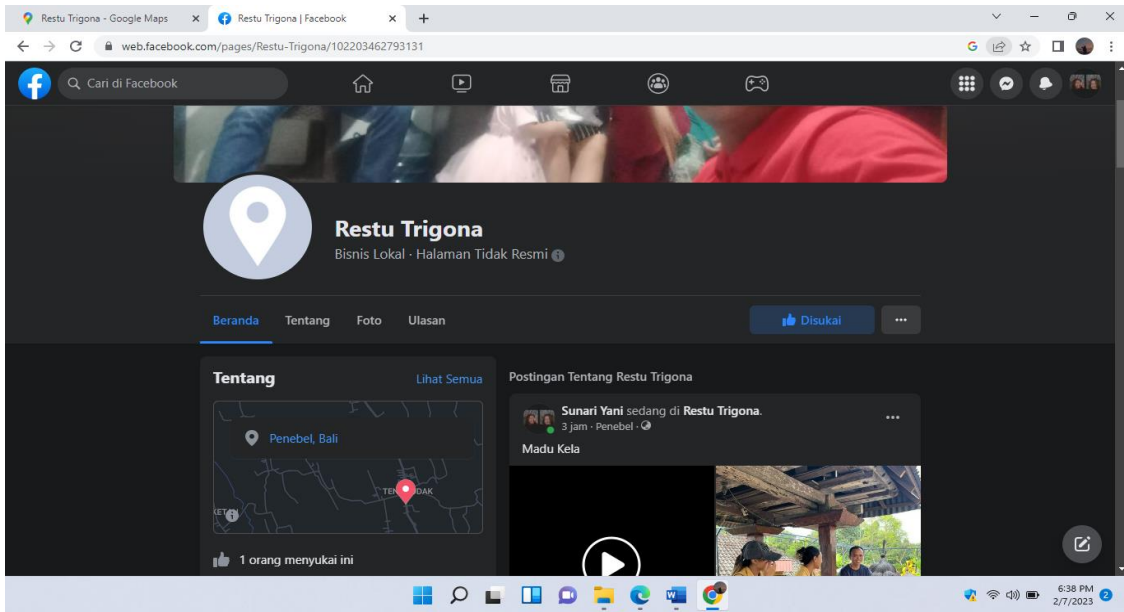 Restu Trigona - Google Maps
Restu Trigona | Facebook
web.facebook.com/pages/Restu-Trigona/102203462793131
Cari di Facebook
Restu Trigona
Bisnis Lokal · Halaman Tidak Resmi
Beranda Tentang Foto Ulasan
Disukai
Tentang
Lihat Semua
Penebel, Bali
1 orang menyukai ini
Postingan Tentang Restu Trigona
Sunari Yani sedang di Restu Trigona.
3 jam · Penebel ·
Madu Kela
6:38 PM
2/7/2023
2